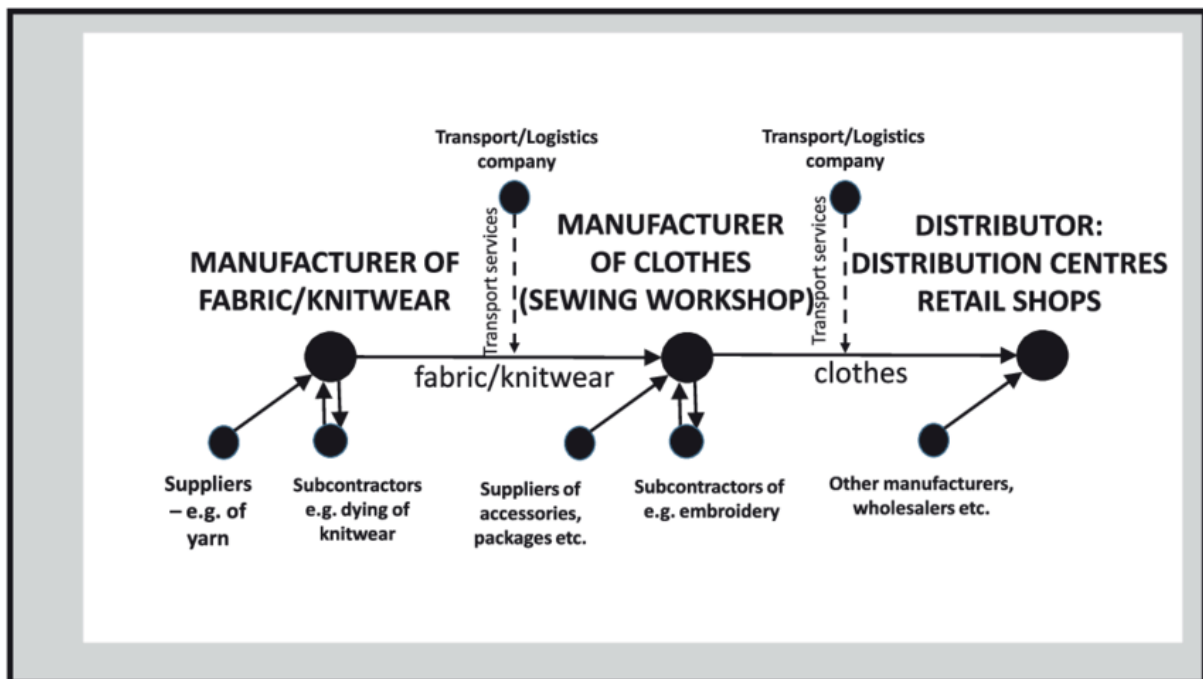 Transport/Logistics
company
Transport/Logistics
company
Transport services
Transport services
MANUFACTURER OF
FABRIC/KNITWEAR
MANUFACTURER
OF CLOTHES
(SEWING WORKSHOP)
DISTRIBUTOR:
DISTRIBUTION CENTRES
RETAIL SHOPS
fabric/knitwear
clothes
Suppliers
– e.g. of
yarn
Subcontractors
e.g. dying of
knitwear
Suppliers of
accessories,
packages etc.
Subcontractors of
e.g. embroidery
Other manufacturers,
wholesalers etc.